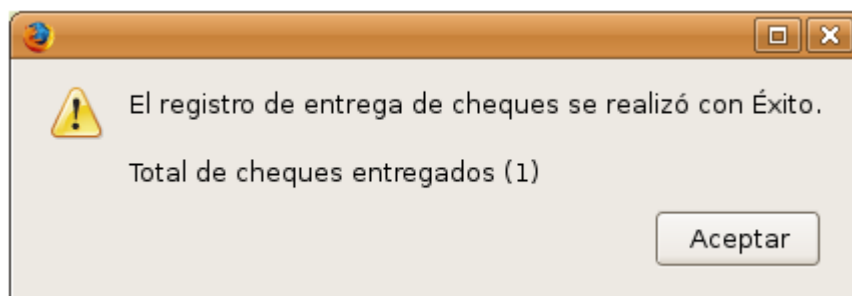 El registro de entrega de cheques se realizó con Éxito.
Total de cheques entregados (1)
Aceptar